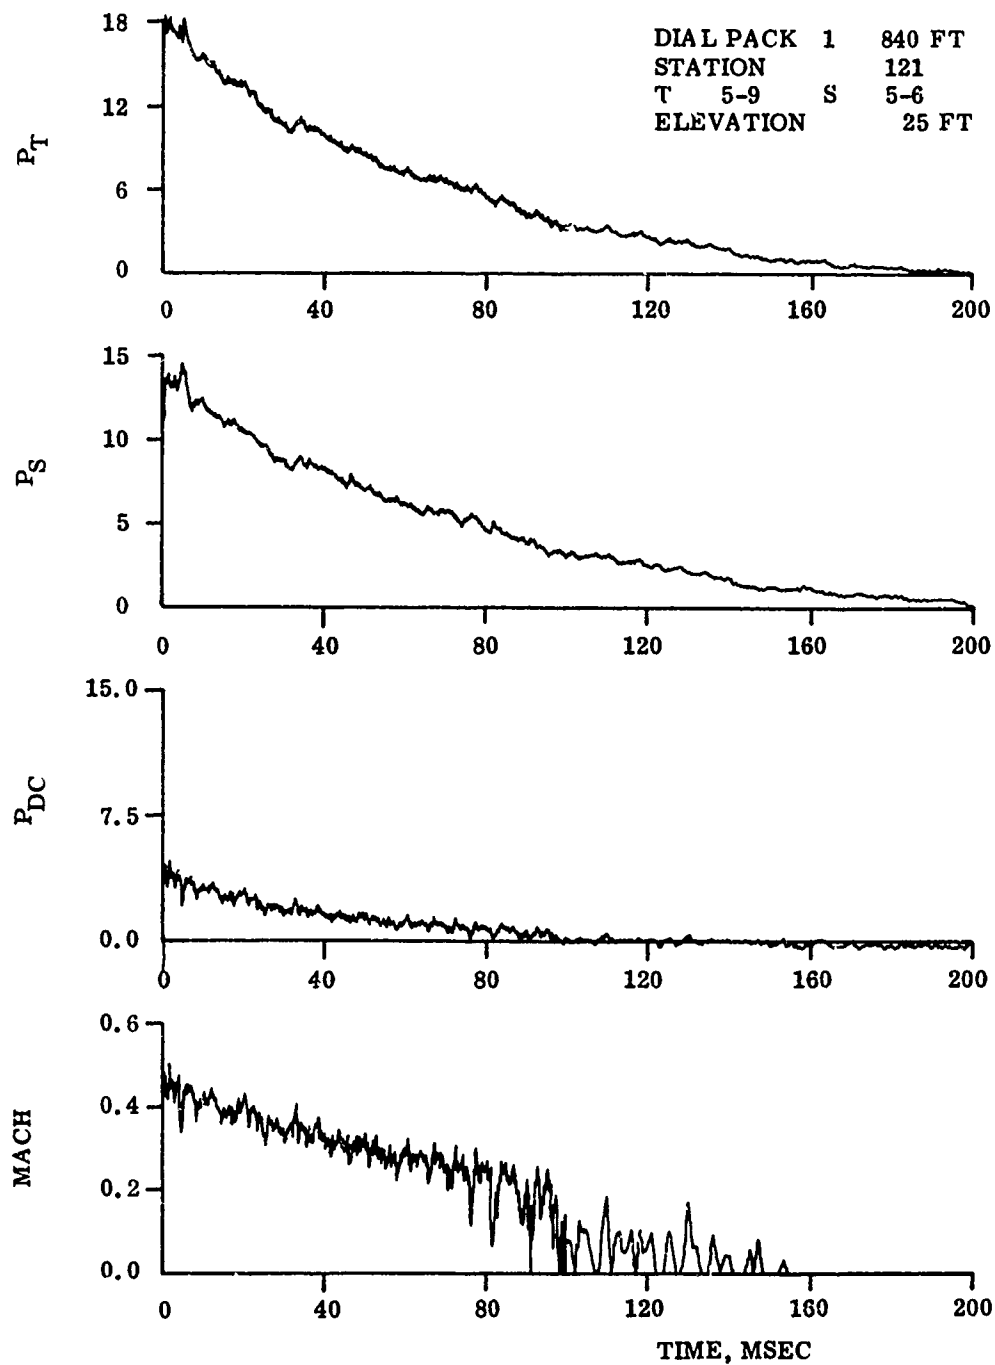 DIAL PACK 1 840 FT
STATION 121
T 5-9 S 5-6
ELEVATION 25 FT
18
12
6
0
P_T
0 40 80 120 160 200
15
10
5
0
P_S
0 40 80 120 160 200
15.0
7.5
0.0
P_DC
0 40 80 120 160 200
0.6
0.4
0.2
0.0
MACH
0 40 80 120 160 200
TIME, MSEC